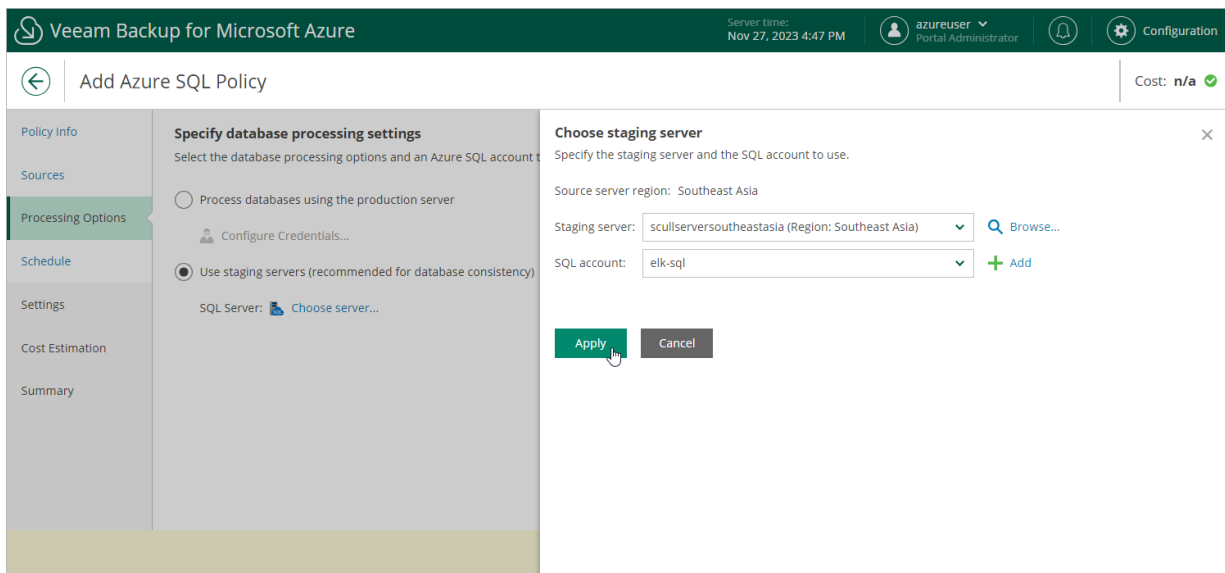 Veeam Backup for Microsoft Azure
Server time:
Nov 27, 2023 4:47 PM
azureuser
Portal Administrator
Configuration
Add Azure SQL Policy
Cost: n/a
Policy Info
Sources
Processing Options
Schedule
Settings
Cost Estimation
Summary
Specify database processing settings
Select the database processing options and an Azure SQL account t
Process databases using the production server
Configure Credentials...
Use staging servers (recommended for database consistency)
SQL Server: Choose server...
Choose staging server
Specify the staging server and the SQL account to use.
Source server region: Southeast Asia
Staging server: scullserversoutheastasia (Region: Southeast Asia) Browse...
SQL account: elk-sql Add
Apply Cancel